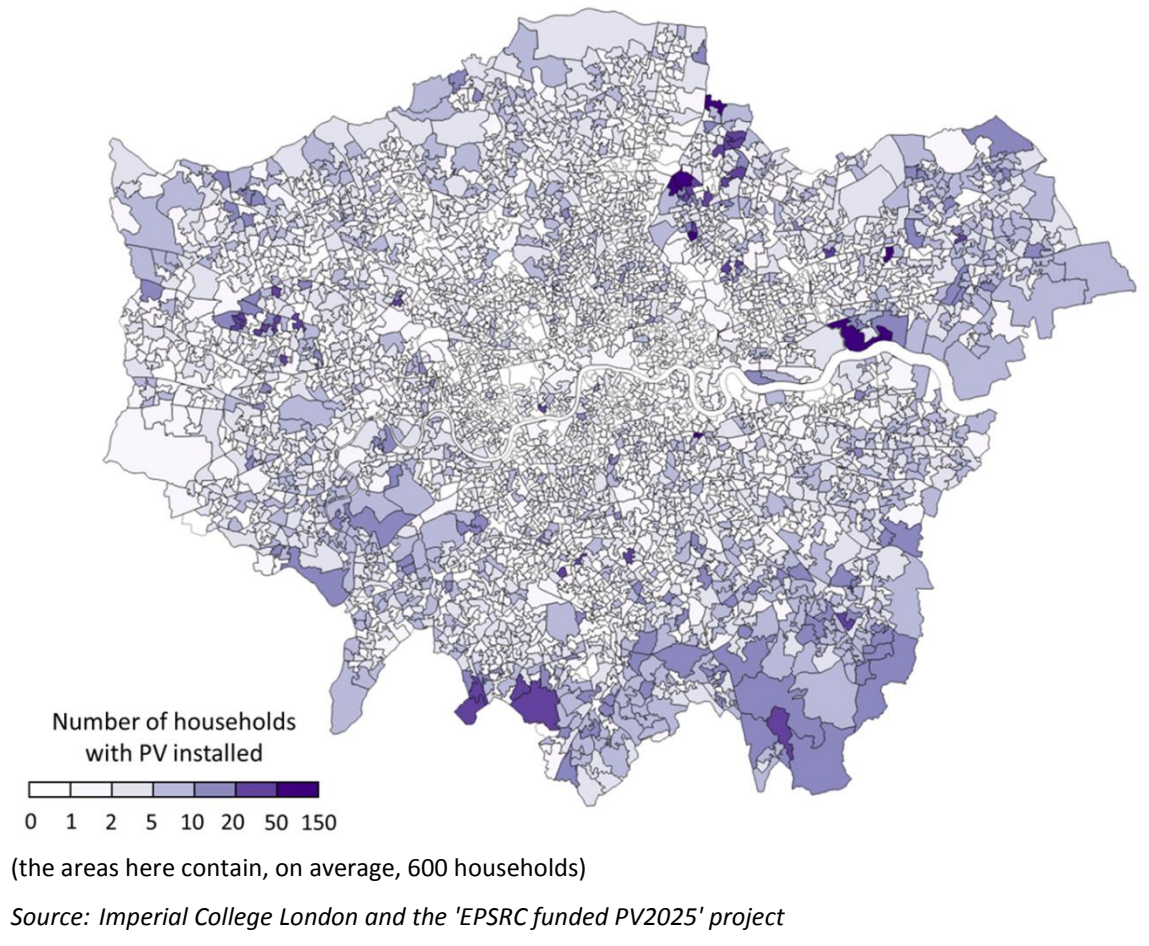 Number of households
with PV installed
0 1 2 5 10 20 50 150
(the areas here contain, on average, 600 households)
Source: Imperial College London and the 'EPSRC funded PV2025' project